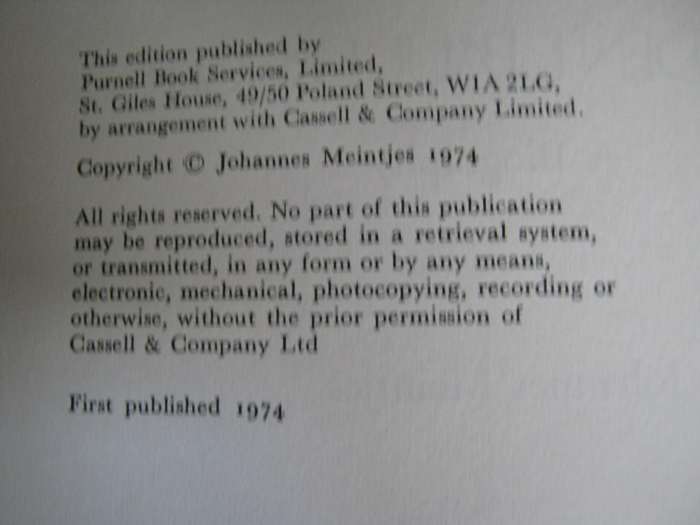 This edition published by
Purnell Book Services, Limited,
St. Giles House, 49/50 Poland Street, W1A 2LG,
by arrangement with Cassell & Company Limited.
Copyright © Johannes Meintjes 1974
All rights reserved. No part of this publication
may be reproduced, stored in a retrieval system,
or transmitted, in any form or by any means,
electronic, mechanical, photocopying, recording or
otherwise, without the prior permission of
Cassell & Company Ltd
First published 1974